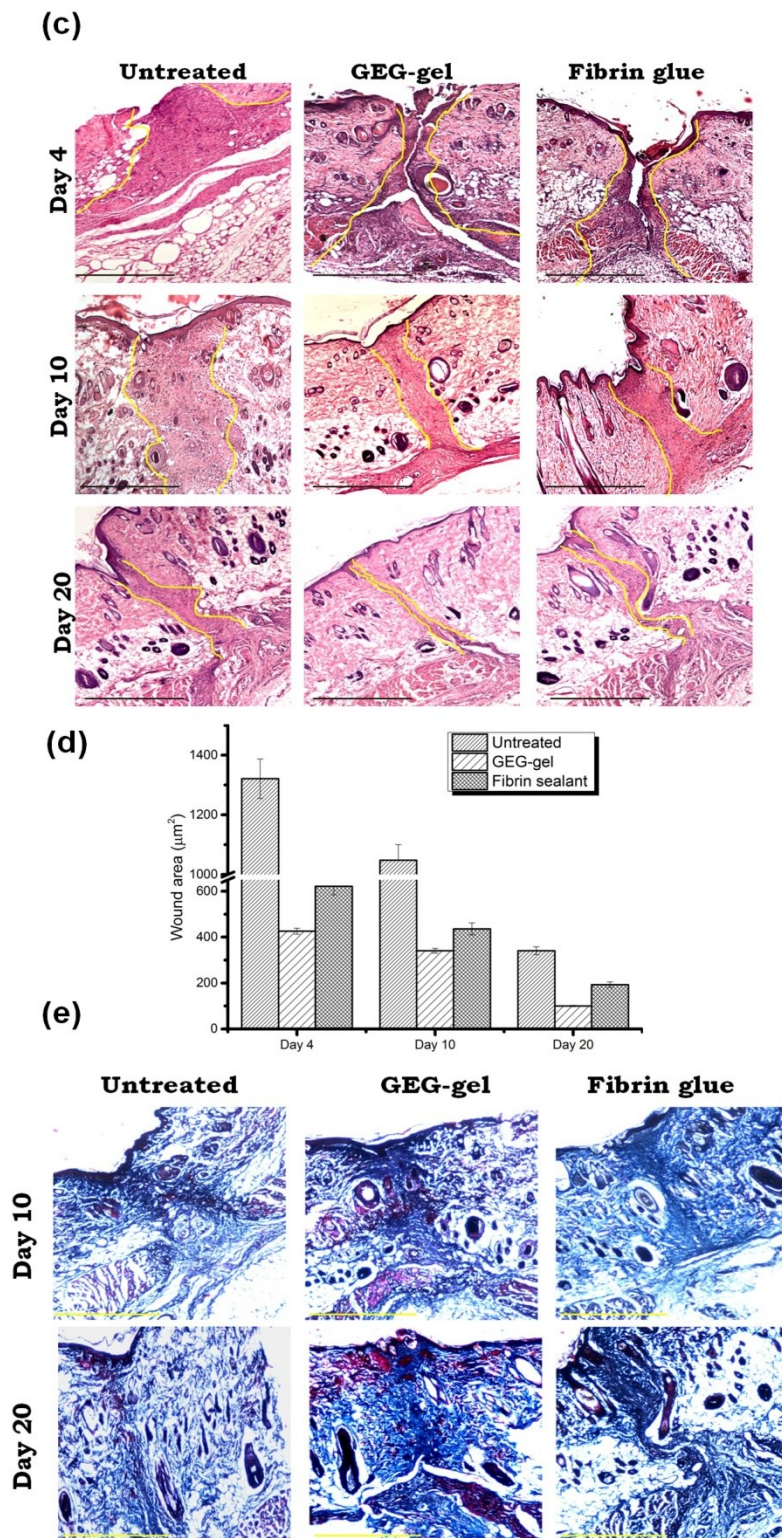 (c)
Untreated GEG-gel Fibrin glue
Day 4
Day 10
Day 20
(d)
Untreated
GEG-gel
Fibrin sealant
Wound area (μm²)
1400
1200
1000
600
400
200
0
Day 4 Day 10 Day 20
(e)
Untreated GEG-gel Fibrin glue
Day 10
Day 20